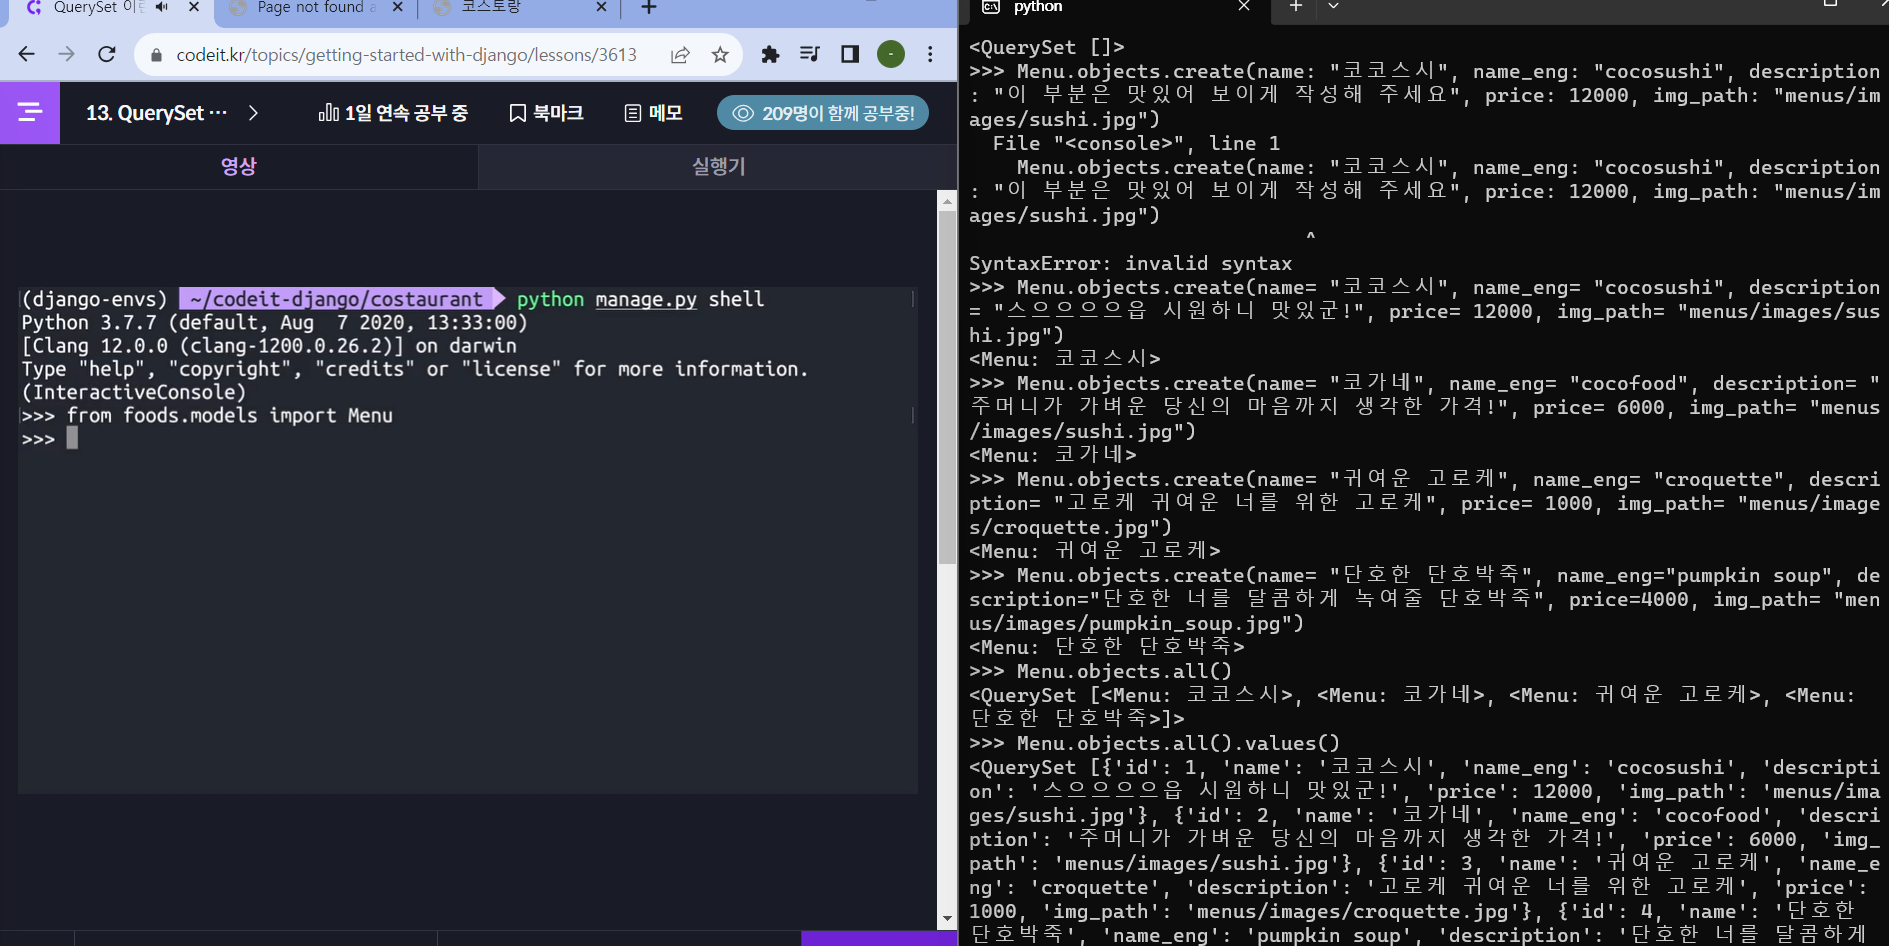 QuerySet 이란
Page not found a
코스토랑
codeit.kr/topics/getting-started-with-django/lessons/3613
13. QuerySet ···
1일 연속 공부 중
북마크
메모
209명이 함께 공부중!
영상
실행기
(django-envs) ~/codeit-django/costaurant python manage.py shell
Python 3.7.7 (default, Aug  7 2020, 13:33:00)
[Clang 12.0.0 (clang-1200.0.26.2)] on darwin
Type "help", "copyright", "credits" or "license" for more information.
(InteractiveConsole)
>>> from foods.models import Menu
>>>
python
<QuerySet []>
>>> Menu.objects.create(name: "코코스시", name_eng: "cocosushi", description
: "이 부분은 맛있어 보이게 작성해 주세요", price: 12000, img_path: "menus/im
ages/sushi.jpg")
  File "<console>", line 1
    Menu.objects.create(name: "코코스시", name_eng: "cocosushi", description
: "이 부분은 맛있어 보이게 작성해 주세요", price: 12000, img_path: "menus/im
ages/sushi.jpg")
^
SyntaxError: invalid syntax
>>> Menu.objects.create(name= "코코스시", name_eng= "cocosushi", description
= "스으으으으읍 시원하니 맛있군!", price= 12000, img_path= "menus/images/sus
hi.jpg")
<Menu: 코코스시>
>>> Menu.objects.create(name= "코가네", name_eng= "cocofood", description= "
주머니가 가벼운 당신의 마음까지 생각한 가격!", price= 6000, img_path= "menus
/images/sushi.jpg")
<Menu: 코가네>
>>> Menu.objects.create(name= "귀여운 고로케", name_eng= "croquette", descri
ption= "고로케 귀여운 너를 위한 고로케", price= 1000, img_path= "menus/image
s/croquette.jpg")
<Menu: 귀여운 고로케>
>>> Menu.objects.create(name= "단호한 단호박죽", name_eng="pumpkin soup", de
scription="단호한 너를 달콤하게 녹여줄 단호박죽", price=4000, img_path= "men
us/images/pumpkin_soup.jpg")
<Menu: 단호한 단호박죽>
>>> Menu.objects.all()
<QuerySet [<Menu: 코코스시>, <Menu: 코가네>, <Menu: 귀여운 고로케>, <Menu:
단호한 단호박죽>]>
>>> Menu.objects.all().values()
<QuerySet [{'id': 1, 'name': '코코스시', 'name_eng': 'cocosushi', 'descripti
on': '스으으으으읍 시원하니 맛있군!', 'price': 12000, 'img_path': 'menus/ima
ges/sushi.jpg'}, {'id': 2, 'name': '코가네', 'name_eng': 'cocofood', 'descri
ption': '주머니가 가벼운 당신의 마음까지 생각한 가격!', 'price': 6000, 'img_
path': 'menus/images/sushi.jpg'}, {'id': 3, 'name': '귀여운 고로케', 'name_e
ng': 'croquette', 'description': '고로케 귀여운 너를 위한 고로케', 'price':
1000, 'img_path': 'menus/images/croquette.jpg'}, {'id': 4, 'name': '단호한
단호박죽', 'name_eng': 'pumpkin soup', 'description': '단호한 너를 달콤하게